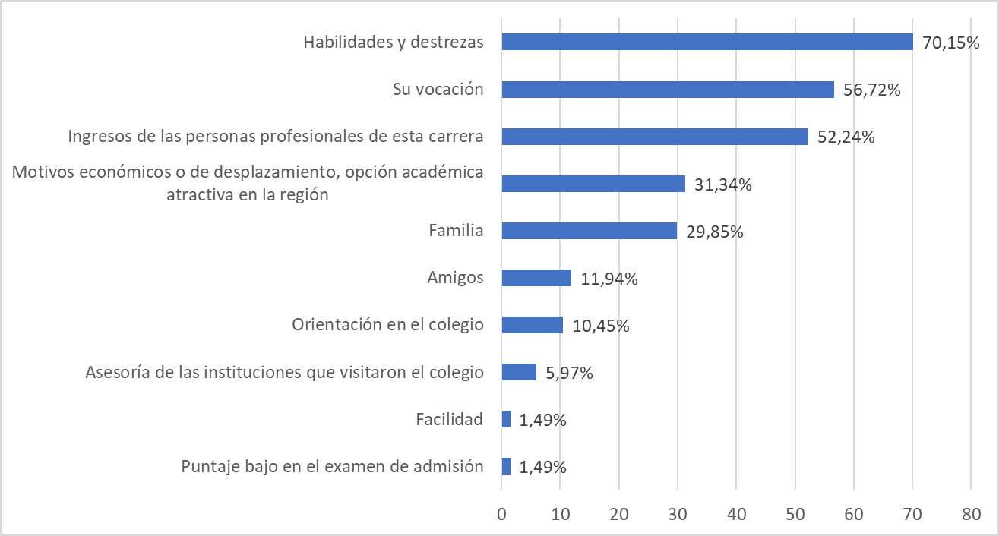 Habilidades y destrezas
70,15%
Su vocación
56,72%
Ingresos de las personas profesionales de esta carrera
52,24%
Motivos económicos o de desplazamiento, opción académica
atractiva en la región
31,34%
Familia
29,85%
Amigos
11,94%
Orientación en el colegio
10,45%
Asesoría de las instituciones que visitaron el colegio
5,97%
Facilidad
1,49%
Puntaje bajo en el examen de admisión
1,49%
0 10 20 30 40 50 60 70 80